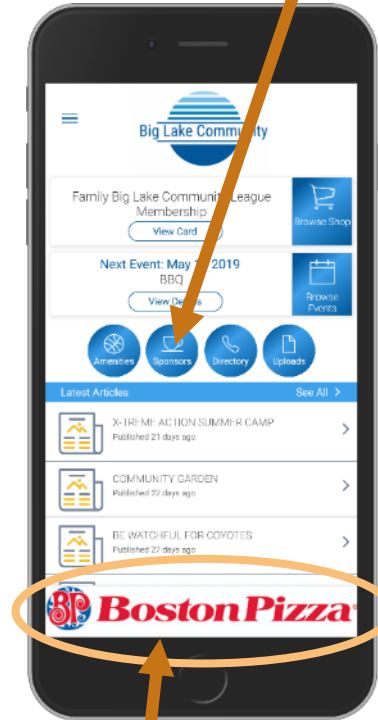 Big Lake Community
Family Big Lake Community League
Membership
View Card
Browse Shop
Next Event: May 2019
BBQ
View Details
Browse
Events
Amenities
Sponsors
Directory
Uploads
Latest Articles
See All >
X-TREME ACTION SUMMER CAMP
Published 21 days ago
COMMUNITY GARDEN
Published 22 days ago
BE WATCHFUL FOR COYOTES
Published 27 days ago
BP Boston Pizza